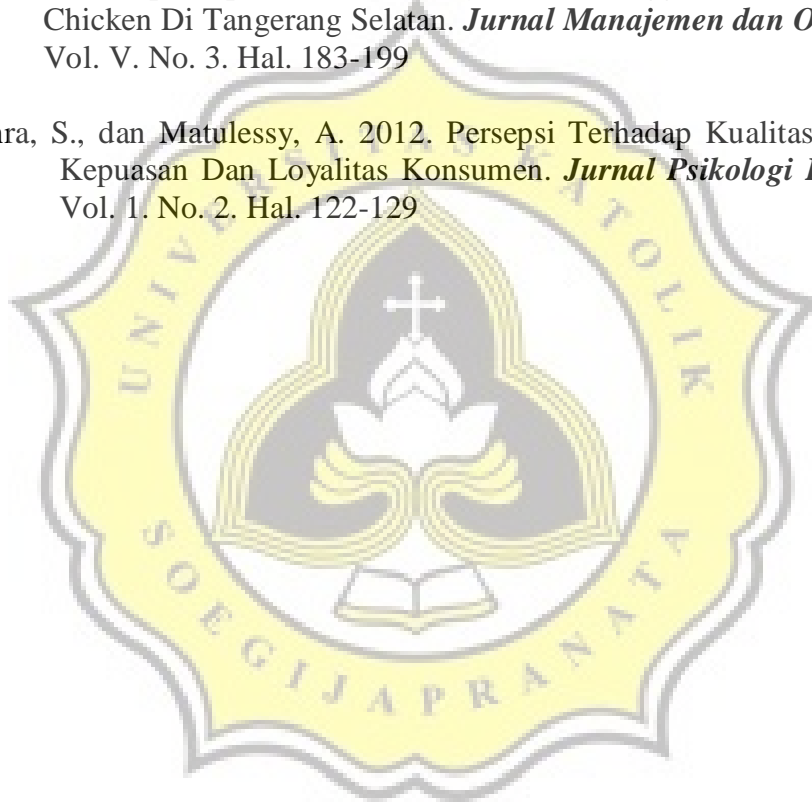 Chicken Di Tangerang Selatan. Jurnal Manajemen dan O
Vol. V. No. 3. Hal. 183-199
nra, S., dan Matulessy, A. 2012. Persepsi Terhadap Kualitas
Kepuasan Dan Loyalitas Konsumen. Jurnal Psikologi I
Vol. 1. No. 2. Hal. 122-129
UNIVERSITAS KATOLIK
SOEGIJAPRANATA